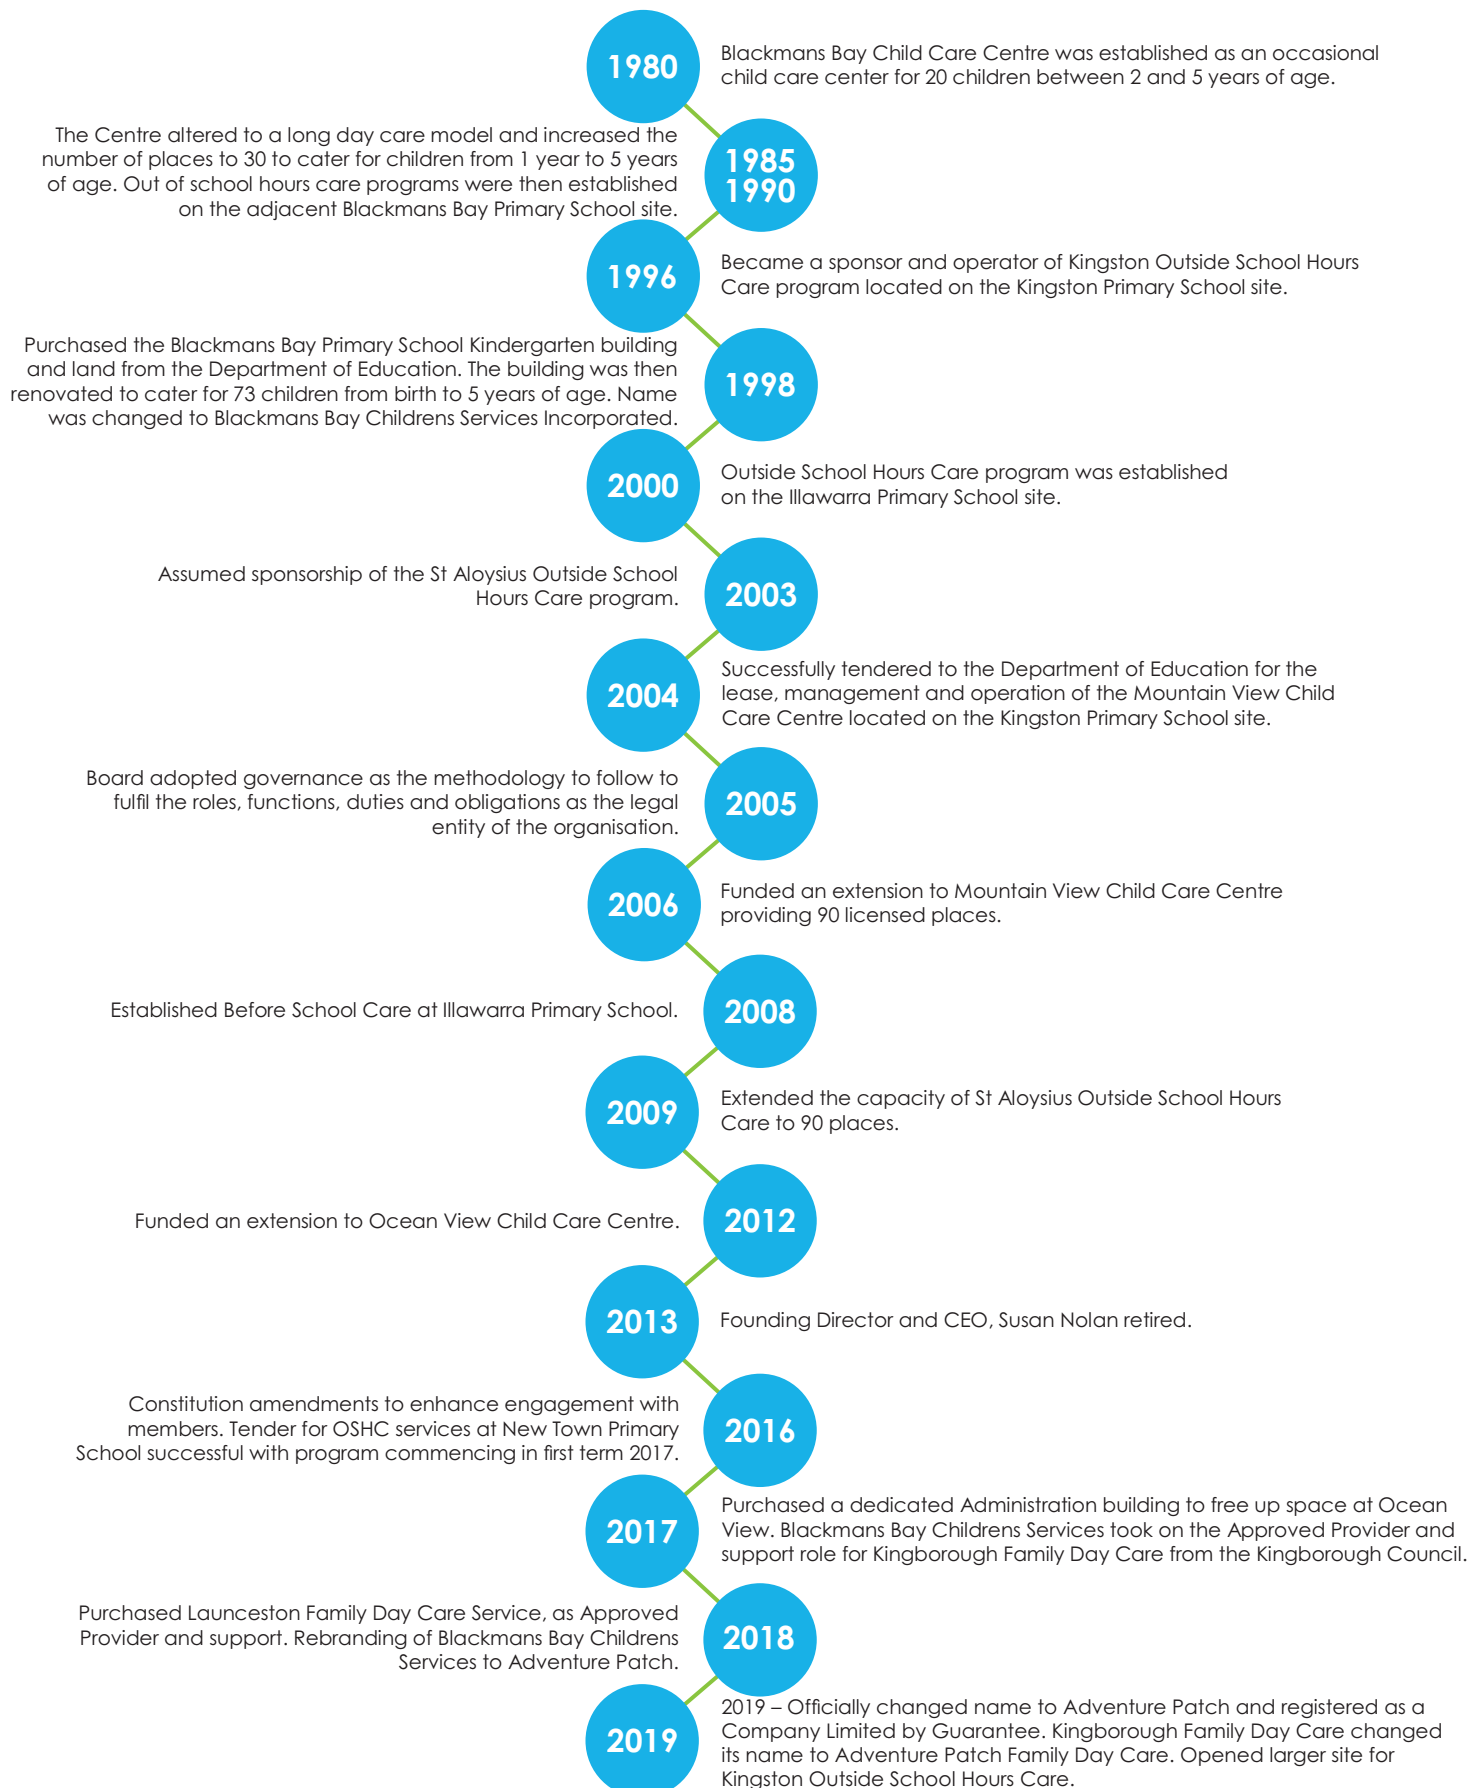 1980
Blackmans Bay Child Care Centre was established as an occasional
child care center for 20 children between 2 and 5 years of age.
The Centre altered to a long day care model and increased the
number of places to 30 to cater for children from 1 year to 5 years
of age. Out of school hours care programs were then established
on the adjacent Blackmans Bay Primary School site.
1985
1990
1996
Became a sponsor and operator of Kingston Outside School Hours
Care program located on the Kingston Primary School site.
Purchased the Blackmans Bay Primary School Kindergarten building
and land from the Department of Education. The building was then
renovated to cater for 73 children from birth to 5 years of age. Name
was changed to Blackmans Bay Childrens Services Incorporated.
1998
2000
Outside School Hours Care program was established
on the Illawarra Primary School site.
Assumed sponsorship of the St Aloysius Outside School
Hours Care program.
2003
2004
Successfully tendered to the Department of Education for the
lease, management and operation of the Mountain View Child
Care Centre located on the Kingston Primary School site.
Board adopted governance as the methodology to follow to
fulfil the roles, functions, duties and obligations as the legal
entity of the organisation.
2005
2006
Funded an extension to Mountain View Child Care Centre
providing 90 licensed places.
Established Before School Care at Illawarra Primary School.
2008
2009
Extended the capacity of St Aloysius Outside School Hours
Care to 90 places.
Funded an extension to Ocean View Child Care Centre.
2012
2013
Founding Director and CEO, Susan Nolan retired.
Constitution amendments to enhance engagement with
members. Tender for OSHC services at New Town Primary
School successful with program commencing in first term 2017.
2016
2017
Purchased a dedicated Administration building to free up space at Ocean
View. Blackmans Bay Childrens Services took on the Approved Provider and
support role for Kingborough Family Day Care from the Kingborough Council.
Purchased Launceston Family Day Care Service, as Approved
Provider and support. Rebranding of Blackmans Bay Childrens
Services to Adventure Patch.
2018
2019
2019 – Officially changed name to Adventure Patch and registered as a
Company Limited by Guarantee. Kingborough Family Day Care changed
its name to Adventure Patch Family Day Care. Opened larger site for
Kingston Outside School Hours Care.